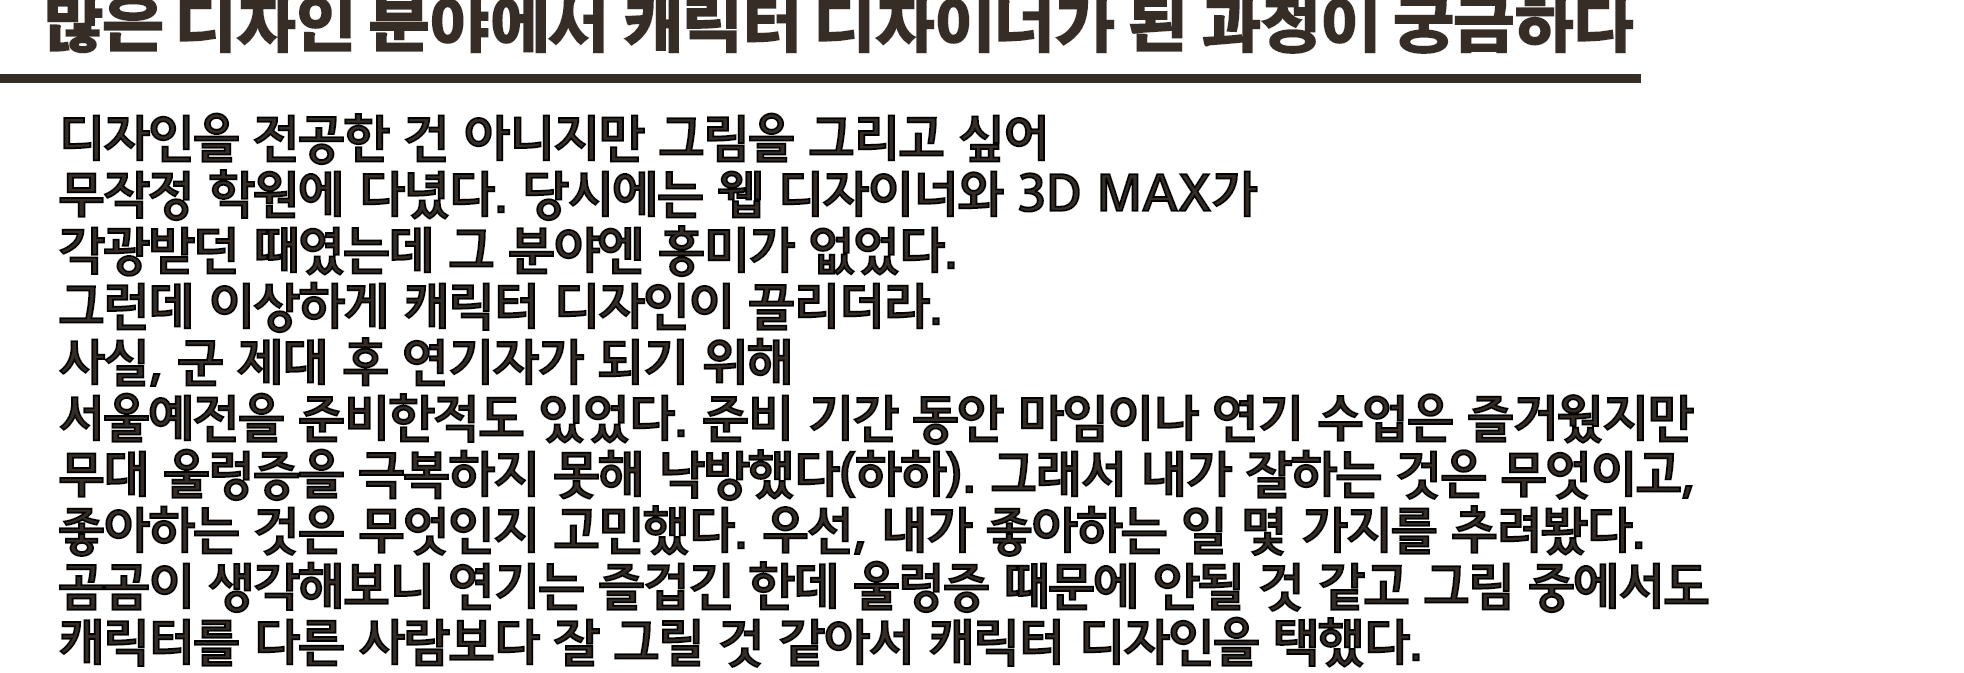 많은 디자인 분야에서 캐릭터 디자이너가 된 과정이 궁금하다
디자인을 전공한 건 아니지만 그림을 그리고 싶어
무작정 학원에 다녔다. 당시에는 웹 디자이너와 3D MAX가
각광받던 때였는데 그 분야엔 흥미가 없었다.
그런데 이상하게 캐릭터 디자인이 끌리더라.
사실, 군 제대 후 연기자가 되기 위해
서울예전을 준비한적도 있었다. 준비 기간 동안 마임이나 연기 수업은 즐거웠지만
무대 울렁증을 극복하지 못해 낙방했다(하하). 그래서 내가 잘하는 것은 무엇이고,
좋아하는 것은 무엇인지 고민했다. 우선, 내가 좋아하는 일 몇 가지를 추려봤다.
곰곰이 생각해보니 연기는 즐겁긴 한데 울렁증 때문에 안될 것 같고 그림 중에서도
캐릭터를 다른 사람보다 잘 그릴 것 같아서 캐릭터 디자인을 택했다.